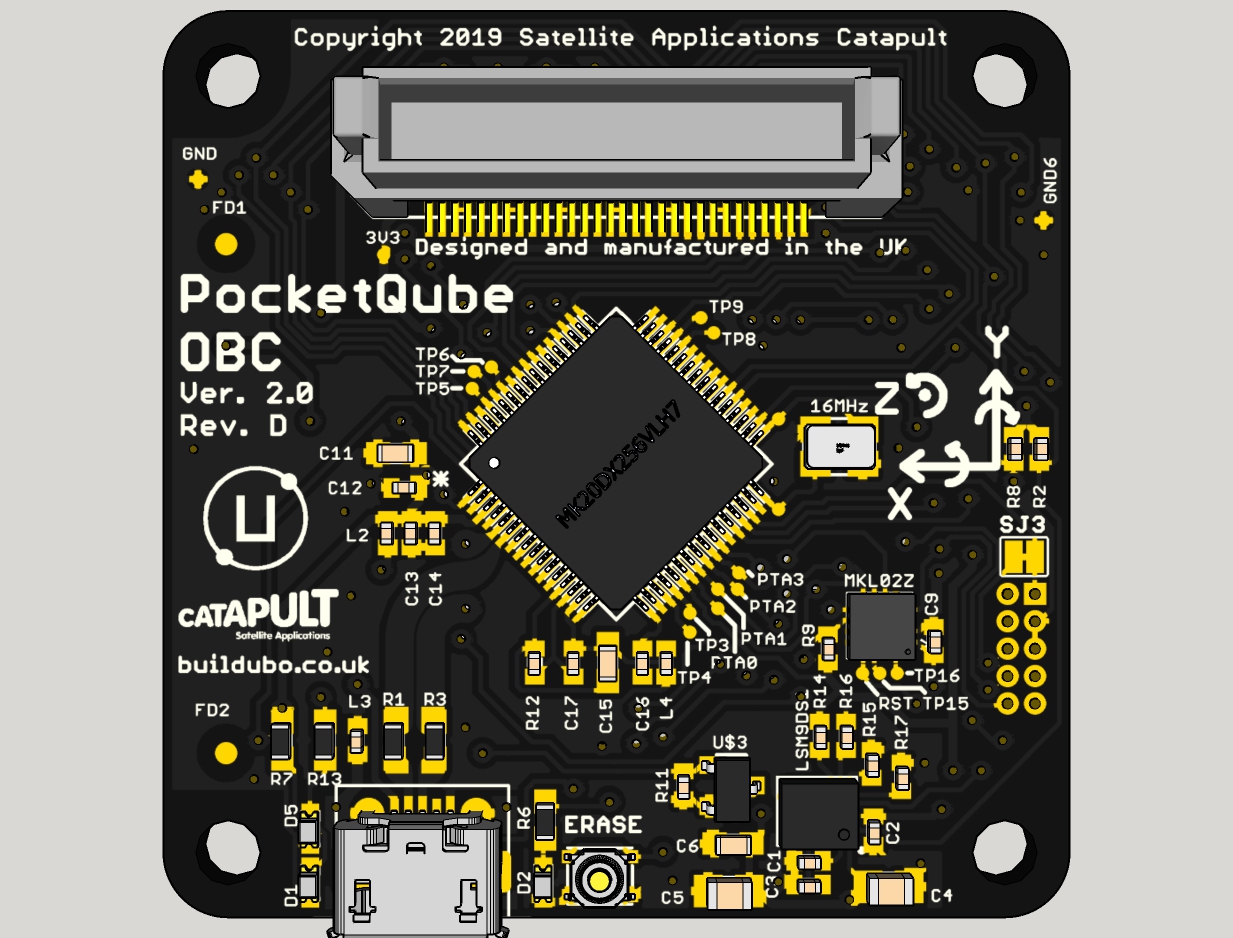 Copyright 2019 Satellite Applications Catapult
GND
GND6
FD1
3V3
Designed and manufactured in the UK
PocketQube
OBC
Ver. 2.0
Rev. D
TP9
TP8
TP6
TP7
TP5
Y
Z
16MHz
X
C11
C12
L2
C13
C14
MK20DX256VLH7
R8
R2
SJ3
U
CATAPULT
Satellite Applications
buildubo.co.uk
PTA3
PTA2
PTA1
PTA0
TP3
TP4
MKL02Z
C9
R9
TP16
RST
TP15
FD2
L3
R1
R3
R7
R13
R12
C17
C15
C16
L4
R14
R16
R15
R17
LSM9DS1
U$3
R11
D5
D1
R6
ERASE
D2
C6
C5
C1
C3
C2
C4